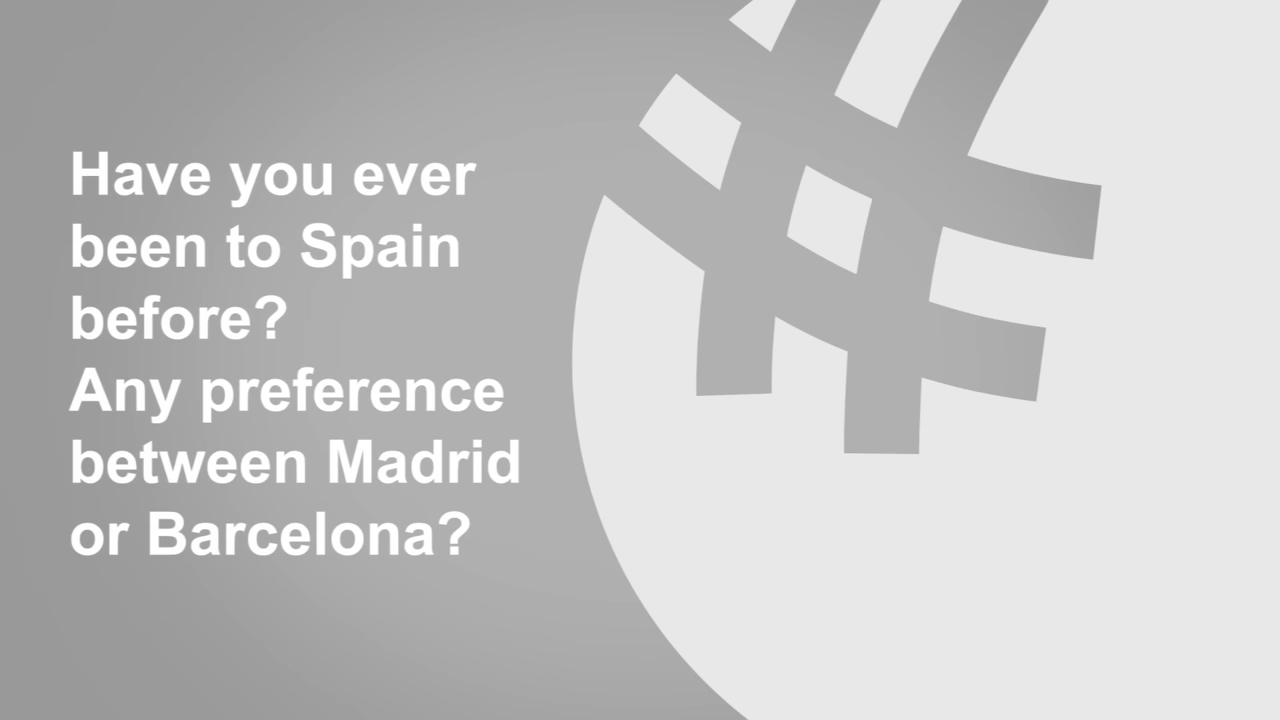 Have you ever
been to Spain
before?
Any preference
between Madrid
or Barcelona?